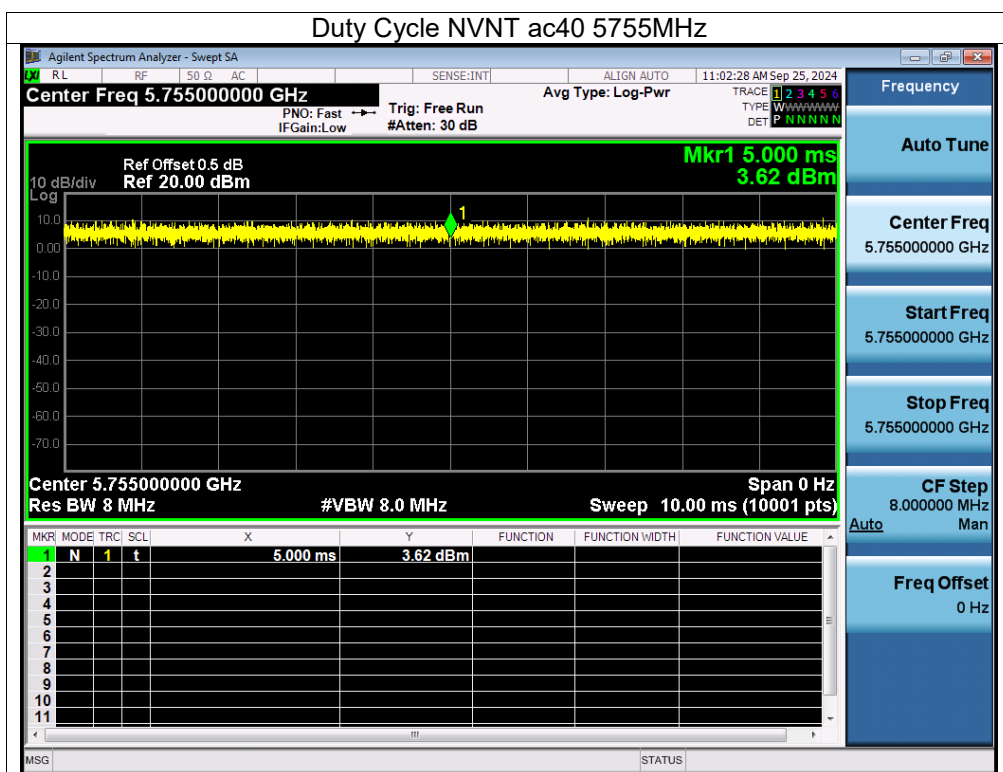 Duty Cycle NVNT ac40 5755MHz
Agilent Spectrum Analyzer - Swept SA
LXI RL RF 50 Ω AC SENSE:INT ALIGN AUTO 11:02:28 AM Sep 25, 2024
Center Freq 5.755000000 GHz Avg Type: Log-Pwr TRACE 1 2 3 4 5 6
PNO: Fast Trig: Free Run TYPE WWWWWW
IFGain:Low #Atten: 30 dB DET P N N N N N
Mkr1 5.000 ms
Ref Offset 0.5 dB
10 dB/div Ref 20.00 dBm 3.62 dBm
Log
1
10.0
0.00
-10.0
-20.0
-30.0
-40.0
-50.0
-60.0
-70.0
Center 5.755000000 GHz Span 0 Hz
Res BW 8 MHz #VBW 8.0 MHz Sweep 10.00 ms (10001 pts)
MKR MODE TRC SCL X Y FUNCTION FUNCTION WIDTH FUNCTION VALUE
1 N 1 t 5.000 ms 3.62 dBm
2
3
4
5
6
7
8
9
10
11
MSG STATUS
Frequency
Auto Tune
Center Freq
5.755000000 GHz
Start Freq
5.755000000 GHz
Stop Freq
5.755000000 GHz
CF Step
8.000000 MHz
Auto Man
Freq Offset
0 Hz